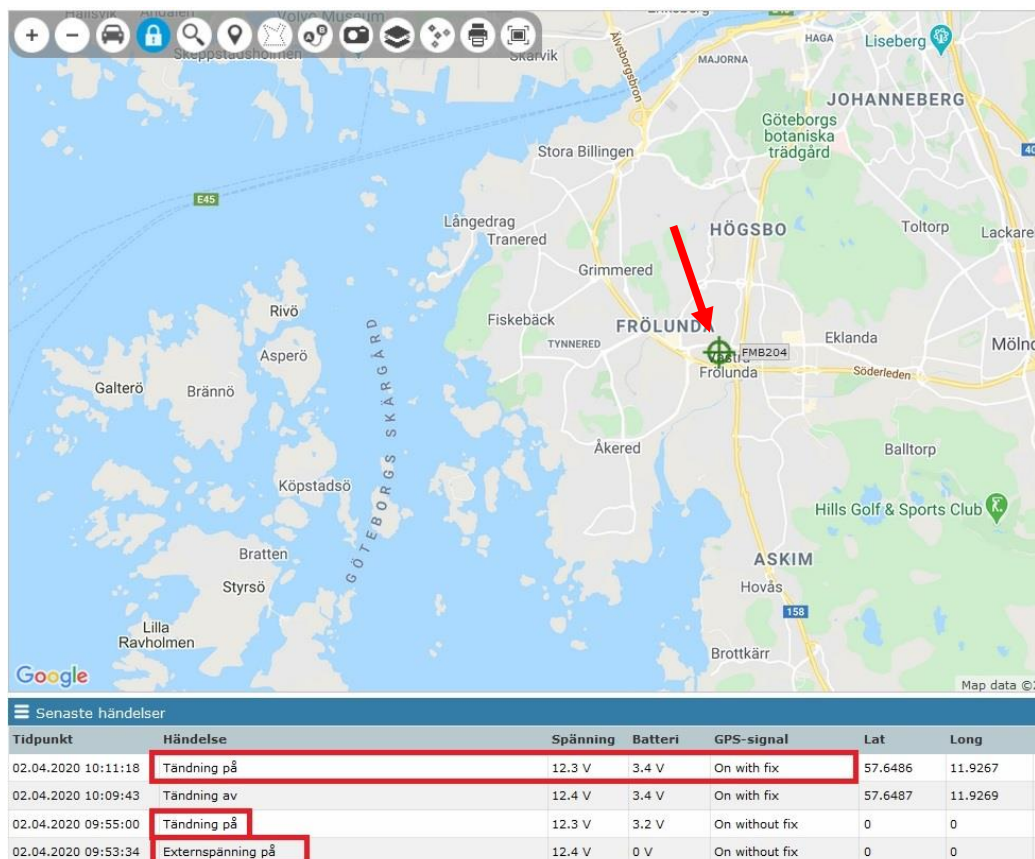 Volvo Museum
Skeppstadsholmen
Skarvik
Älvsborgsbron
HAGA
Liseberg
MAJORNA
JOHANNEBERG
Göteborgs
botaniska
trädgård
40
Stora Billingen
E45
Långedrag
Tranered
HÖGSBO
Toltorp
Lackare
Grimmered
Rivö
Fiskebäck
FRÖLUNDA
TYNNERED
Eklanda
Mölnd
FMB204
Asperö
Västra
Frölunda
Söderleden
Galterö
Brännö
GÖTEBORGS SKÄRGÅRD
Åkered
Balltorp
Köpstadsö
Hills Golf & Sports Club
Bratten
ASKIM
Styrsö
Hovås
158
Lilla
Ravholmen
Brottkärr
Google
Map data ©
Senaste händelser
Tidpunkt Händelse Spänning Batteri GPS-signal Lat Long
02.04.2020 10:11:18 Tändning på 12.3 V 3.4 V On with fix 57.6486 11.9267
02.04.2020 10:09:43 Tändning av 12.4 V 3.4 V On with fix 57.6487 11.9269
02.04.2020 09:55:00 Tändning på 12.3 V 3.2 V On without fix 0 0
02.04.2020 09:53:34 Externspänning på 12.4 V 0 V On without fix 0 0